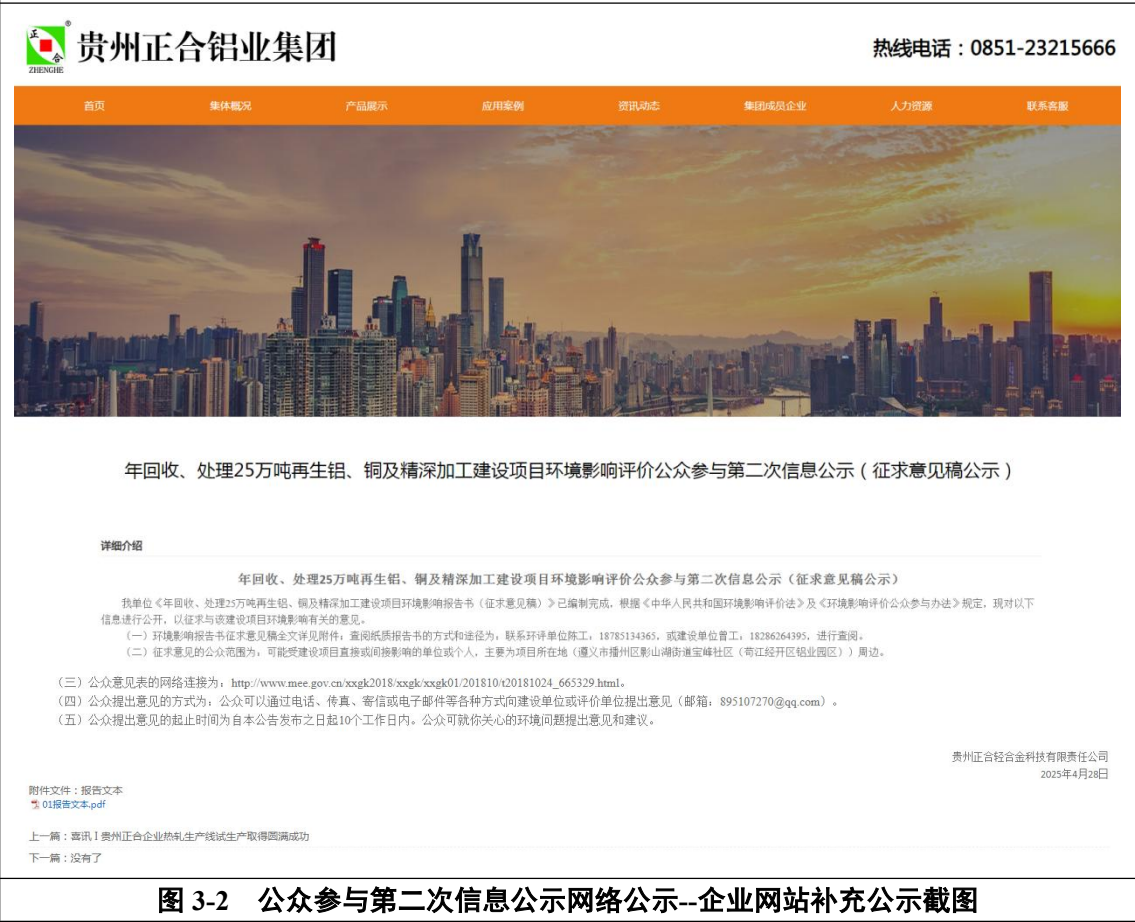 正
合
®
ZHENGHE
贵州正合铝业集团
热线电话：0851-23215666
首页 集体概况 产品展示 应用案例 资讯动态 集团成员企业 人力资源 联系客服
年回收、处理25万吨再生铝、铜及精深加工建设项目环境影响评价公众参与第二次信息公示（征求意见稿公示）
详细介绍
年回收、处理25万吨再生铝、铜及精深加工建设项目环境影响评价公众参与第二次信息公示（征求意见稿公示）
我单位《年回收、处理25万吨再生铝、铜及精深加工建设项目环境影响报告书（征求意见稿）》已编制完成，根据《中华人民共和国环境影响评价法》及《环境影响评价公众参与办法》规定，现对以下
信息进行公开，以征求与该建设项目环境影响有关的意见。
（一）环境影响报告书征求意见稿全文详见附件；查阅纸质报告书的方式和途径为：联系环评单位陈工，18785134365，或建设单位曾工，18286264395，进行查阅。
（二）征求意见的公众范围为：可能受建设项目直接或间接影响的单位或个人，主要为项目所在地（遵义市播州区影山湖街道宝峰社区（苟江经开区铝业园区））周边。
（三）公众意见表的网络连接为：http://www.mee.gov.cn/xxgk2018/xxgk/xxgk01/201810/t20181024_665329.html。
（四）公众提出意见的方式为：公众可以通过电话、传真、寄信或电子邮件等各种方式向建设单位或评价单位提出意见（邮箱：895107270@qq.com）。
（五）公众提出意见的起止时间为自本公告发布之日起10个工作日内。公众可就你关心的环境问题提出意见和建议。
贵州正合轻合金科技有限责任公司
2025年4月28日
附件文件：报告文本
01报告文本.pdf
上一篇：喜讯 I 贵州正合企业热轧生产线试生产取得圆满成功
下一篇：没有了
图 3-2 公众参与第二次信息公示网络公示--企业网站补充公示截图